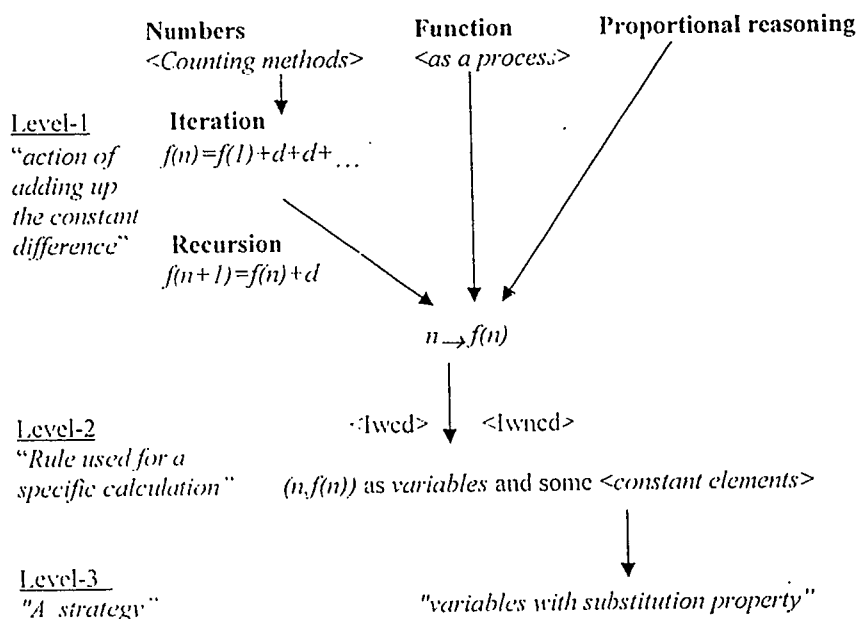 Numbers
<Counting methods>
Function
<as a process>
Proportional reasoning
Level-1
"action of
adding up
the constant
difference"
Iteration
f(n)=f(1)+d+d+...
Recursion
f(n+1)=f(n)+d
n→f(n)
Level-2
"Rule used for a
specific calculation"
<Iwcd> <Iwncd>
(n,f(n)) as variables and some <constant elements>
Level-3
"A strategy"
"variables with substitution property"